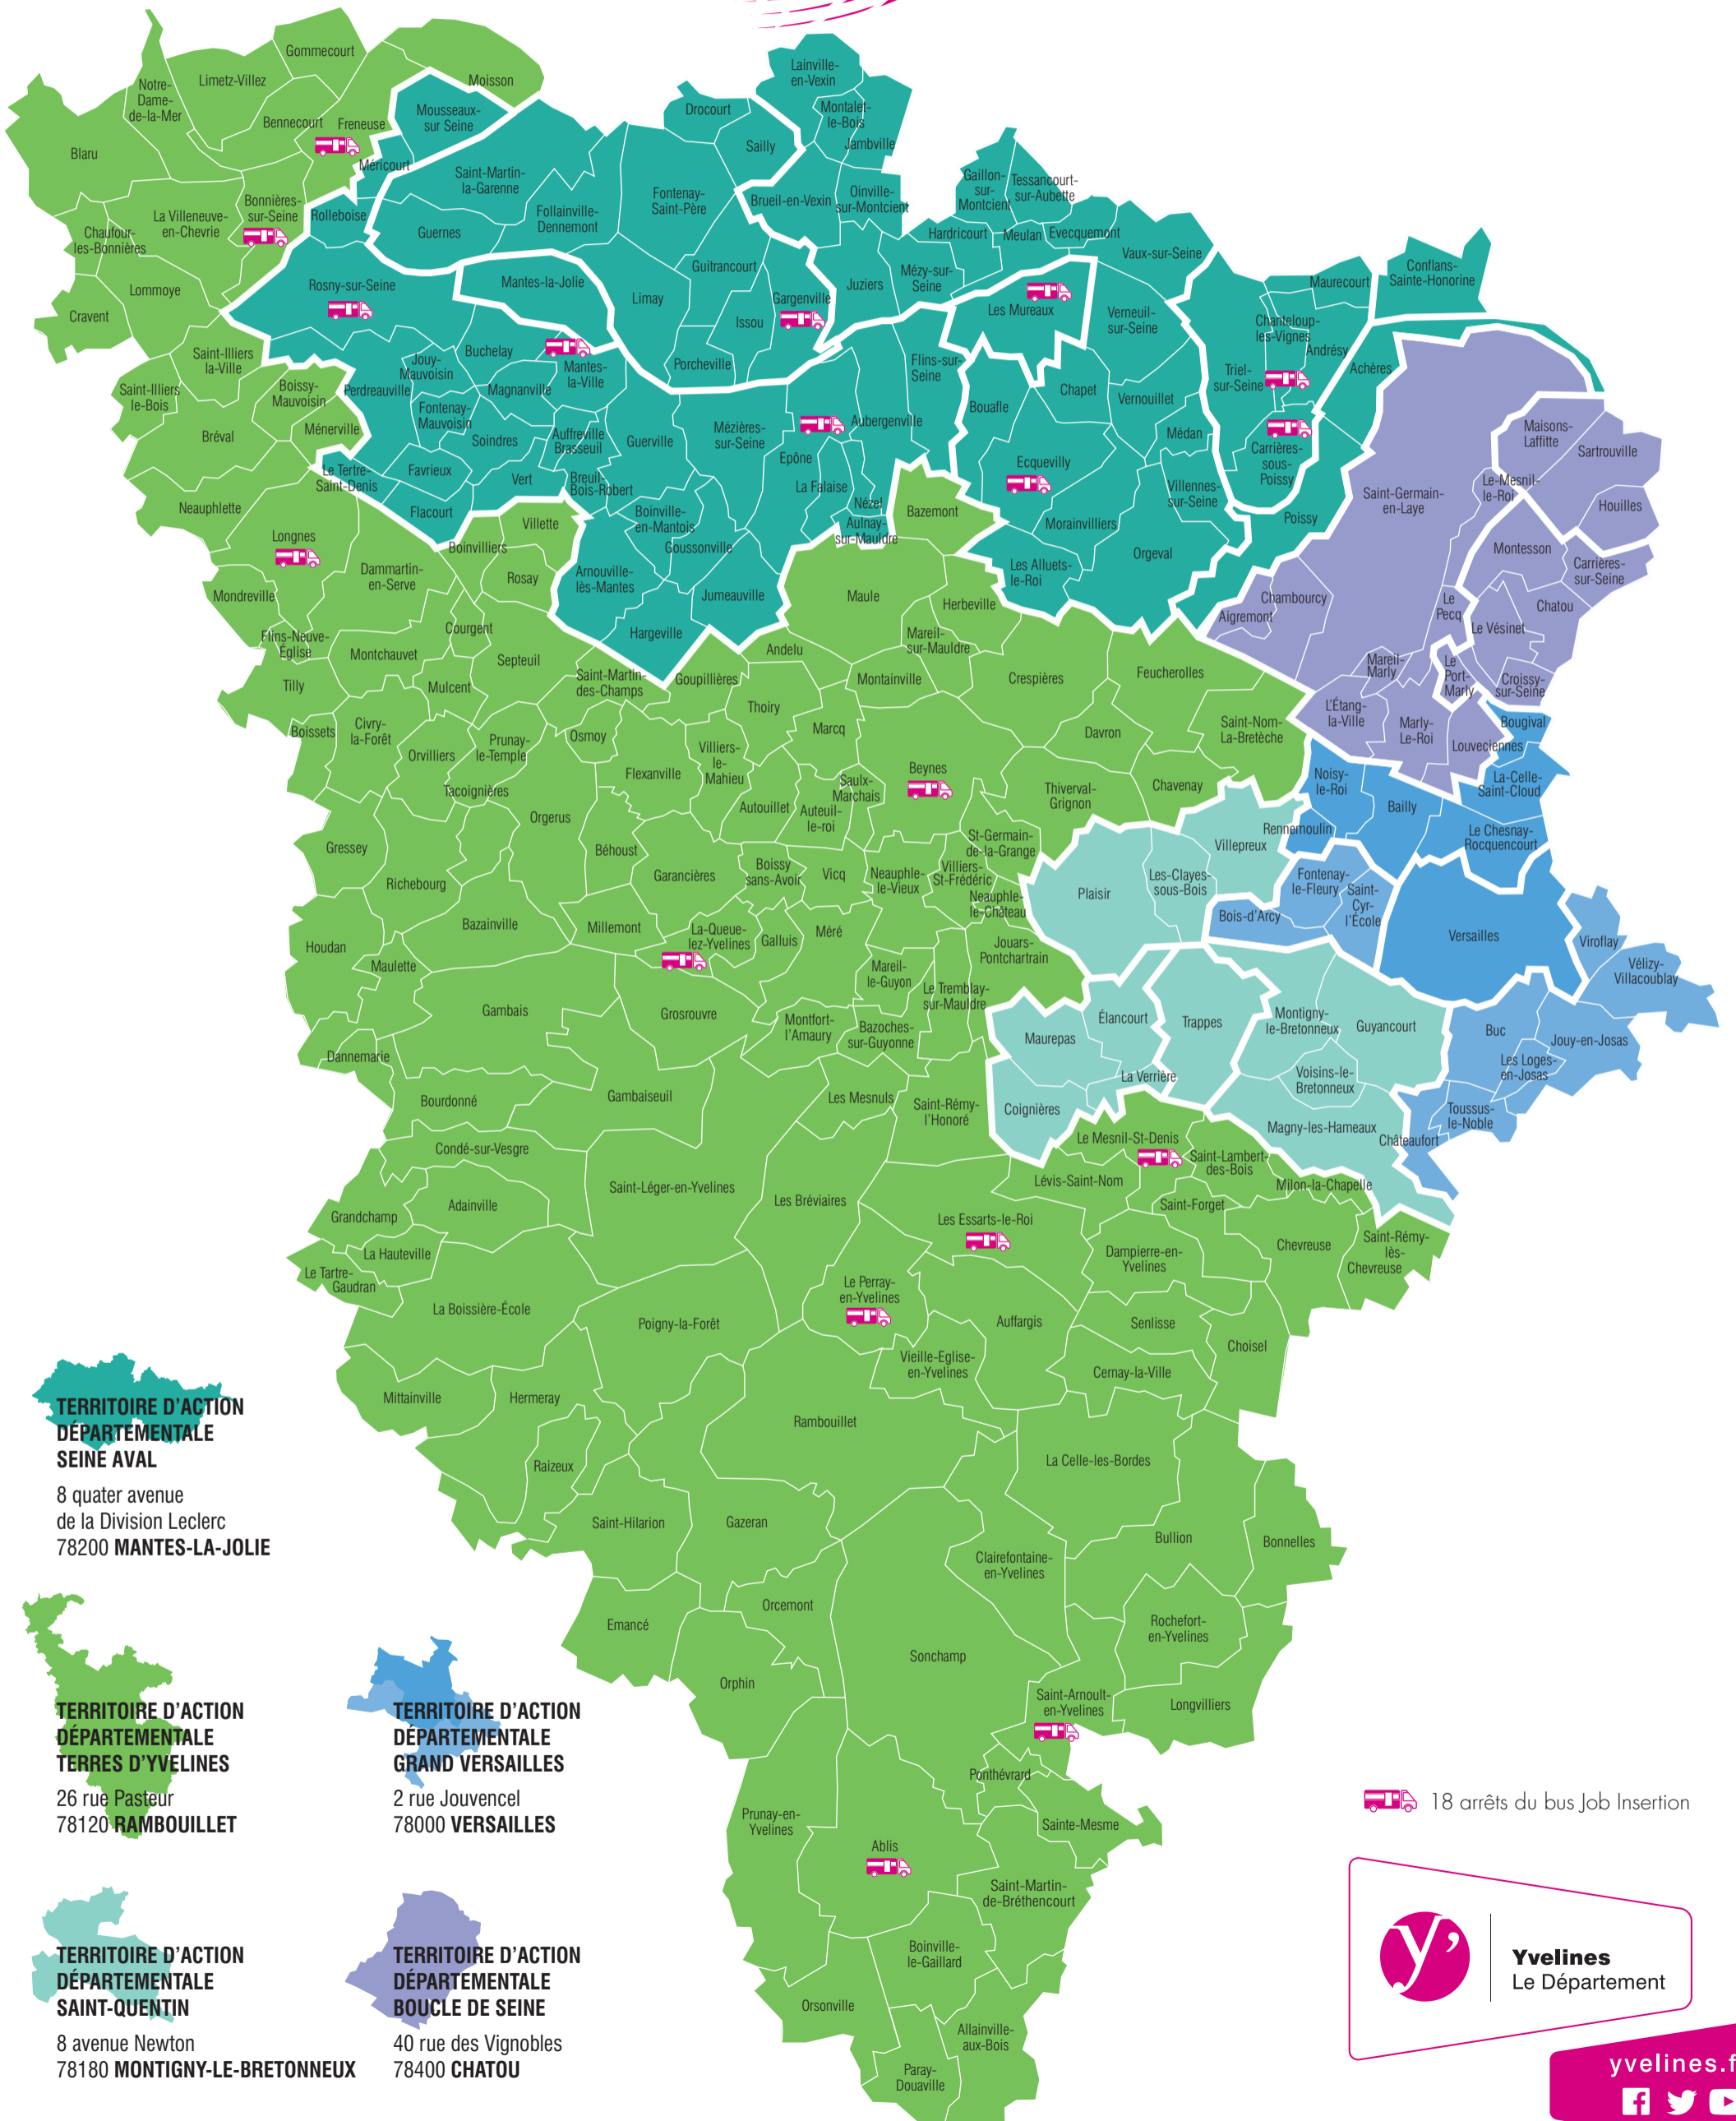 Gommecourt
Limetz-Villez
Notre-
Dame-
de-la-Mer
Moisson
Bennecourt
Freneuse
Blaru
Mousseaux-
sur Seine
Méricourt
Lainville-
en-Vexin
Drocourt
Montalet-
le-Bois
Jambville
Sailly
Saint-Martin-
la-Garenne
Bonnières-
sur-Seine
Rolleboise
La Villeneuve-
en-Chevrie
Chaufour-
les-Bonnières
Guernes
Follainville-
Dennemont
Fontenay-
Saint-Père
Brueil-en-Vexin
Oinville-
sur-Montcient
Gaillon-
sur-
Montcient
Tessancourt-
sur-Aubette
Hardricourt
Meulan
Evecquemont
Vaux-sur-Seine
Lommoye
Cravent
Rosny-sur-Seine
Mantes-la-Jolie
Guitrancourt
Limay
Issou
Gargenville
Juziers
Mézy-sur-
Seine
Les Mureaux
Verneuil-
sur-Seine
Maurecourt
Conflans-
Sainte-Honorine
Chanteloup-
les-Vignes
Andrésy
Triel-
sur-Seine
Achères
Saint-Illiers
la-Ville
Saint-Illiers
le-Bois
Boissy-
Mauvoisin
Ménerville
Bréval
Perdreauville
Jouy-
Mauvoisin
Buchelay
Mantes-
la-Ville
Magnanville
Fontenay-
Mauvoisin
Soindres
Auffreville
Brasseuil
Guerville
Porcheville
Mézières-
sur-Seine
Epône
Aubergenville
Flins-sur-
Seine
Bouafle
Chapet
Vernouillet
Médan
Ecquevilly
Carrières-
sous-
Poissy
Poissy
Villennes-
sur-Seine
Morainvilliers
Orgeval
Les Alluets-
le-Roi
Le Tertre-
Saint-Denis
Favrieux
Flacourt
Vert
Breuil-
Bois-Robert
Boinville-
en-Mantois
Goussonville
La Falaise
Nézel
Aulnay-
sur-Mauldre
Arnouville-
lès-Mantes
Jumeauville
Hargeville
Maisons-
Laffitte
Sartrouville
Le-Mesnil-
le-Roi
Houilles
Saint-Germain-
en-Laye
Montesson
Carrières-
sur-Seine
Chatou
Chambourcy
Aigremont
Le
Pecq
Le Vésinet
Mareil-
Marly
Le
Port-
Marly
Croissy-
sur-Seine
L'Étang-
la-Ville
Marly-
Le-Roi
Louveciennes
Bougival
La-Celle-
Saint-Cloud
Noisy-
le-Roi
Bailly
Rennemoulin
Le Chesnay-
Rocquencourt
Fontenay-
le-Fleury
Saint-
Cyr-
l'École
Bois-d'Arcy
Versailles
Viroflay
Vélizy-
Villacoublay
Buc
Jouy-en-Josas
Les Loges-
en-Josas
Toussus-
le-Noble
Châteaufort
Villepreux
Les-Clayes-
sous-Bois
Plaisir
Élancourt
Trappes
Montigny-
le-Bretonneux
Guyancourt
Maurepas
La Verrière
Voisins-le-
Bretonneux
Coignières
Magny-les-Hameaux
Neauphlette
Longnes
Boinvilliers
Villette
Rosay
Dammartin-
en-Serve
Mondreville
Flins-Neuve-
Église
Montchauvet
Courgent
Septeuil
Tilly
Mulcent
Saint-Martin-
des-Champs
Boissets
Civry-
la-Forêt
Orvilliers
Prunay-
le-Temple
Osmoy
Tacoignières
Flexanville
Bazemont
Maule
Herbeville
Mareil-
sur-Mauldre
Andelu
Goupillières
Montainville
Crespières
Feucherolles
Thoiry
Marcq
Davron
Saint-Nom-
La-Bretèche
Villiers-
le-
Mahieu
Beynes
Thiverval-
Grignon
Chavenay
Saulx-
Marchais
Autouillet
Auteuil-
le-roi
Gressey
Orgerus
Béhoust
Richebourg
Garancières
Boissy
sans-Avoir
Vicq
Neauphle-
le-Vieux
Villiers-
St-Frédéric
St-Germain-
de-la-Grange
Neauphle-
le-Château
Bazainville
Millemont
La-Queue-
lez-Yvelines
Galluis
Méré
Jouars-
Pontchartrain
Houdan
Maulette
Mareil-
le-Guyon
Le Tremblay-
sur-Mauldre
Gambais
Grosrouvre
Montfort-
l'Amaury
Bazoches-
sur-Guyonne
Dannemarie
Bourdonné
Gambaiseuil
Les Mesnuls
Saint-Rémy-
l'Honoré
Condé-sur-Vesgre
Saint-Léger-en-Yvelines
Les Bréviaires
Adainville
Grandchamp
La Hauteville
Le Tartre-
Gaudran
La Boissière-École
Poigny-la-Forêt
Mittainville
Hermeray
Raizeux
Le Mesnil-St-Denis
Saint-Lambert-
des-Bois
Lévis-Saint-Nom
Milon-la-Chapelle
Saint-Forget
Les Essarts-le-Roi
Chevreuse
Saint-Rémy-
lès-
Chevreuse
Dampierre-en-
Yvelines
Le Perray-
en-Yvelines
Auffargis
Senlisse
Choisel
Vieille-Eglise-
en-Yvelines
Cernay-la-Ville
Rambouillet
La Celle-les-Bordes
Saint-Hilarion
Gazeran
Clairefontaine-
en-Yvelines
Bullion
Bonnelles
Emancé
Orcemont
Rochefort-
en-Yvelines
Sonchamp
Orphin
Saint-Arnoult-
en-Yvelines
Longvilliers
Ponthévrard
Prunay-en-
Yvelines
Sainte-Mesme
Ablis
Saint-Martin-
de-Bréthencourt
Boinville-
le-Gaillard
Orsonville
Allainville-
aux-Bois
Paray-
Douaville
TERRITOIRE D'ACTION
DÉPARTEMENTALE
SEINE AVAL
8 quater avenue
de la Division Leclerc
78200 MANTES-LA-JOLIE
TERRITOIRE D'ACTION
DÉPARTEMENTALE
TERRES D'YVELINES
26 rue Pasteur
78120 RAMBOUILLET
TERRITOIRE D'ACTION
DÉPARTEMENTALE
GRAND VERSAILLES
2 rue Jouvencel
78000 VERSAILLES
TERRITOIRE D'ACTION
DÉPARTEMENTALE
SAINT-QUENTIN
8 avenue Newton
78180 MONTIGNY-LE-BRETONNEUX
TERRITOIRE D'ACTION
DÉPARTEMENTALE
BOUCLE DE SEINE
40 rue des Vignobles
78400 CHATOU
18 arrêts du bus Job Insertion
y'
Yvelines
Le Département
yvelines.f